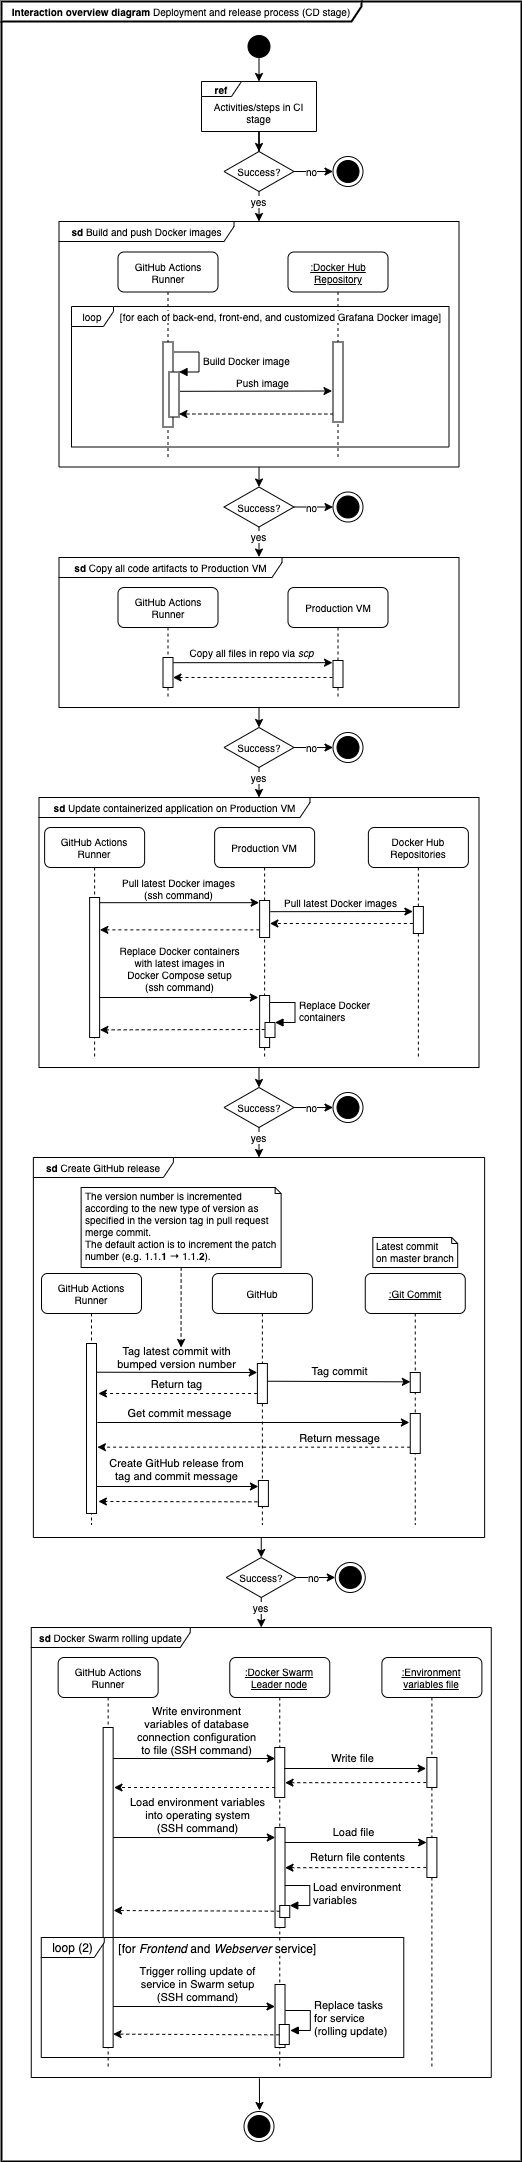 Interaction overview diagram Deployment and release process (CD stage)
ref
Activities/steps in CI
stage
Success?
no
yes
sd Build and push Docker images
GitHub Actions
Runner
:Docker Hub
Repository
loop
[for each of back-end, front-end, and customized Grafana Docker image]
Build Docker image
Push image
Success?
no
yes
sd Copy all code artifacts to Production VM
GitHub Actions
Runner
Production VM
Copy all files in repo via scp
Success?
no
yes
sd Update containerized application on Production VM
GitHub Actions
Runner
Production VM
Docker Hub
Repositories
Pull latest Docker images
(ssh command)
Pull latest Docker images
Replace Docker containers
with latest images in
Docker Compose setup
(ssh command)
Replace Docker
containers
Success?
no
yes
sd Create GitHub release
The version number is incremented
according to the new type of version as
specified in the version tag in pull request
merge commit.
The default action is to increment the patch
number (e.g. 1.1.1 → 1.1.2).
Latest commit
on master branch
GitHub Actions
Runner
GitHub
:Git Commit
Tag latest commit with
bumped version number
Tag commit
Return tag
Get commit message
Return message
Create GitHub release from
tag and commit message
Success?
no
yes
sd Docker Swarm rolling update
GitHub Actions
Runner
:Docker Swarm
Leader node
:Environment
variables file
Write environment
variables of database
connection configuration
to file (SSH command)
Write file
Load environment variables
into operating system
(SSH command)
Load file
Return file contents
Load environment
variables
loop (2)
[for Frontend and Webserver service]
Trigger rolling update of
service in Swarm setup
(SSH command)
Replace tasks
for service
(rolling update)